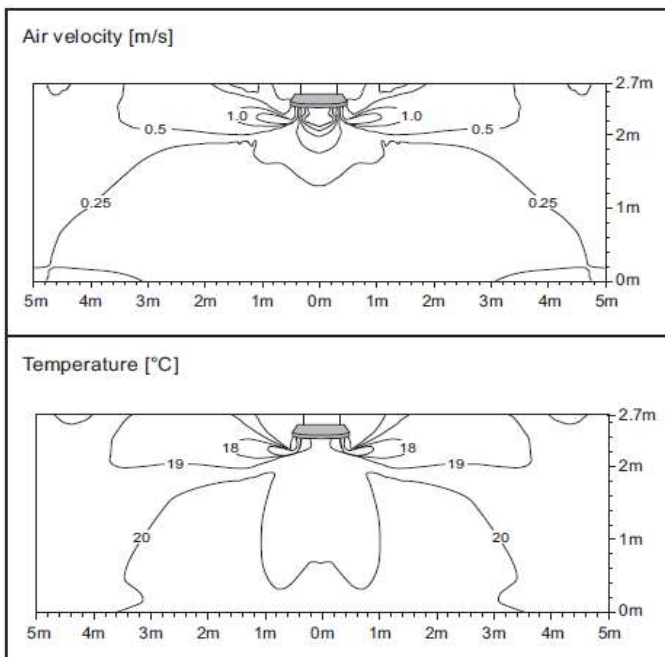 Air velocity [m/s]
2.7m
1.0 1.0
0.5 0.5
2m
0.25 0.25
1m
0m
5m 4m 3m 2m 1m 0m 1m 2m 3m 4m 5m
Temperature [°C]
2.7m
18 18
19 19
2m
20 20
1m
0m
5m 4m 3m 2m 1m 0m 1m 2m 3m 4m 5m